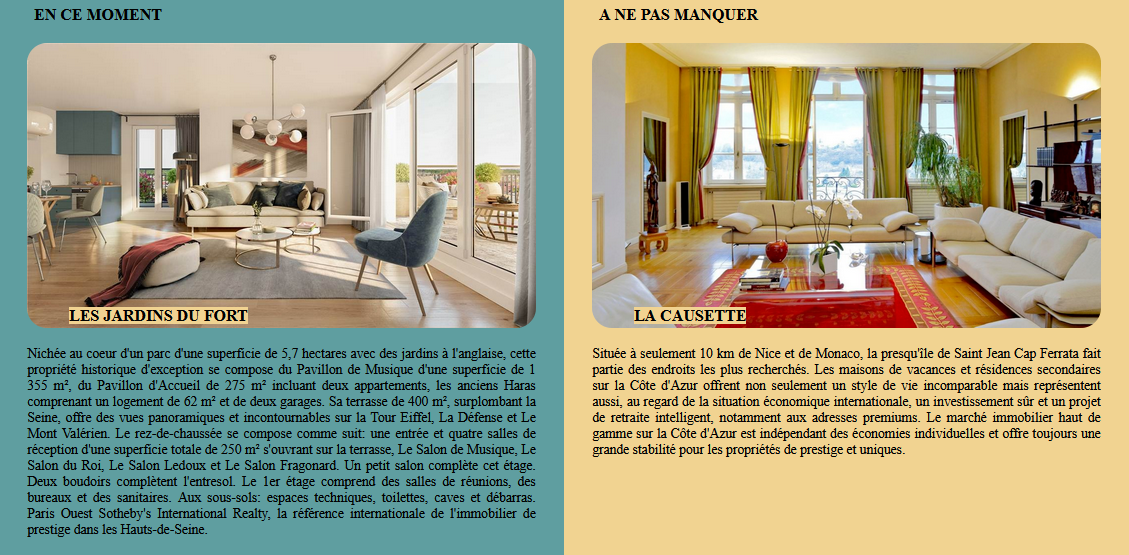 EN CE MOMENT
LES JARDINS DU FORT
Nichée au coeur d'un parc d'une superficie de 5,7 hectares avec des jardins à l'anglaise, cette
propriété historique d'exception se compose du Pavillon de Musique d'une superficie de 1
355 m², du Pavillon d'Accueil de 275 m² incluant deux appartements, les anciens Haras
comprenant un logement de 62 m² et de deux garages. Sa terrasse de 400 m², surplombant la
Seine, offre des vues panoramiques et incontournables sur la Tour Eiffel, La Défense et Le
Mont Valérien. Le rez-de-chaussée se compose comme suit: une entrée et quatre salles de
réception d'une superficie totale de 250 m² s'ouvrant sur la terrasse, Le Salon de Musique, Le
Salon du Roi, Le Salon Ledoux et Le Salon Fragonard. Un petit salon complète cet étage.
Deux boudoirs complètent l'entresol. Le 1er étage comprend des salles de réunions, des
bureaux et des sanitaires. Aux sous-sols: espaces techniques, toilettes, caves et débarras.
Paris Ouest Sotheby's International Realty, la référence internationale de l'immobilier de
prestige dans les Hauts-de-Seine.
A NE PAS MANQUER
LA CAUSETTE
Située à seulement 10 km de Nice et de Monaco, la presqu'île de Saint Jean Cap Ferrata fait
partie des endroits les plus recherchés. Les maisons de vacances et résidences secondaires
sur la Côte d'Azur offrent non seulement un style de vie incomparable mais représentent
aussi, au regard de la situation économique internationale, un investissement sûr et un projet
de retraite intelligent, notamment aux adresses premiums. Le marché immobilier haut de
gamme sur la Côte d'Azur est indépendant des économies individuelles et offre toujours une
grande stabilité pour les propriétés de prestige et uniques.